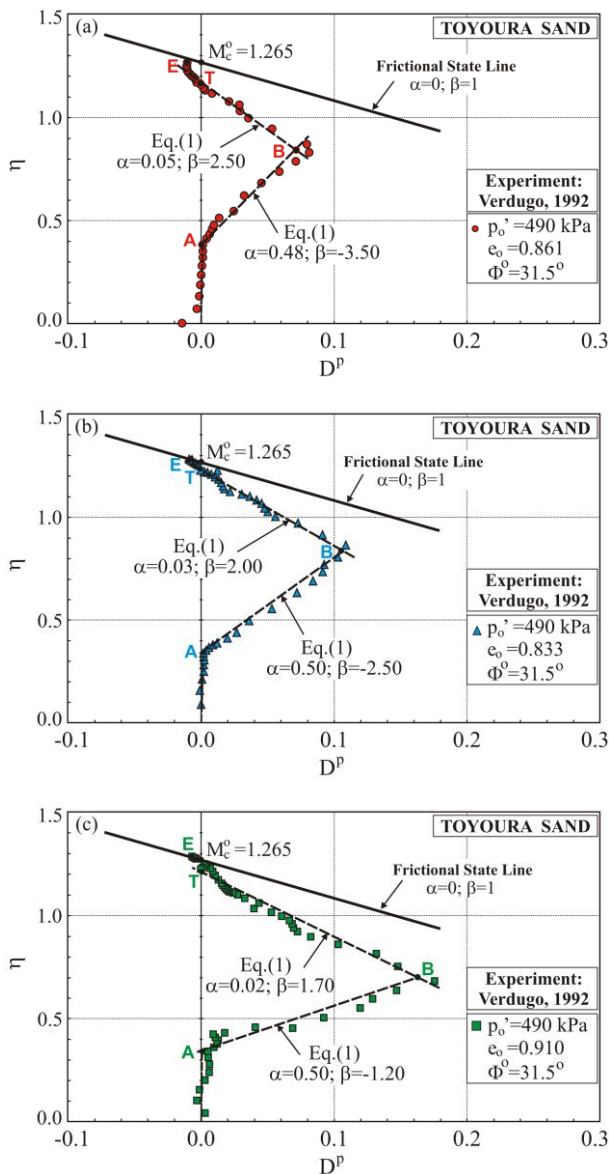 (a)
TOYOURA SAND
M_c^o=1.265
E
T
Frictional State Line
α=0; β=1
Eq.(1)
α=0.05; β=2.50
B
A
Eq.(1)
α=0.48; β=-3.50
Experiment:
Verdugo, 1992
p_o'=490 kPa
e_o=0.861
Φ^o=31.5°
η
1.5
1.0
0.5
0.0
-0.1
0.0
0.1
0.2
0.3
D^p
(b)
TOYOURA SAND
M_c^o=1.265
E
T
Frictional State Line
α=0; β=1
Eq.(1)
α=0.03; β=2.00
B
A
Eq.(1)
α=0.50; β=-2.50
Experiment:
Verdugo, 1992
p_o'=490 kPa
e_o=0.833
Φ^o=31.5°
η
1.5
1.0
0.5
0.0
-0.1
0.0
0.1
0.2
0.3
D^p
(c)
TOYOURA SAND
E
M_c^o=1.265
T
Frictional State Line
α=0; β=1
Eq.(1)
α=0.02; β=1.70
B
A
Eq.(1)
α=0.50; β=-1.20
Experiment:
Verdugo, 1992
p_o'=490 kPa
e_o=0.910
Φ^o=31.5°
η
1.5
1.0
0.5
0.0
-0.1
0.0
0.1
0.2
0.3
D^p